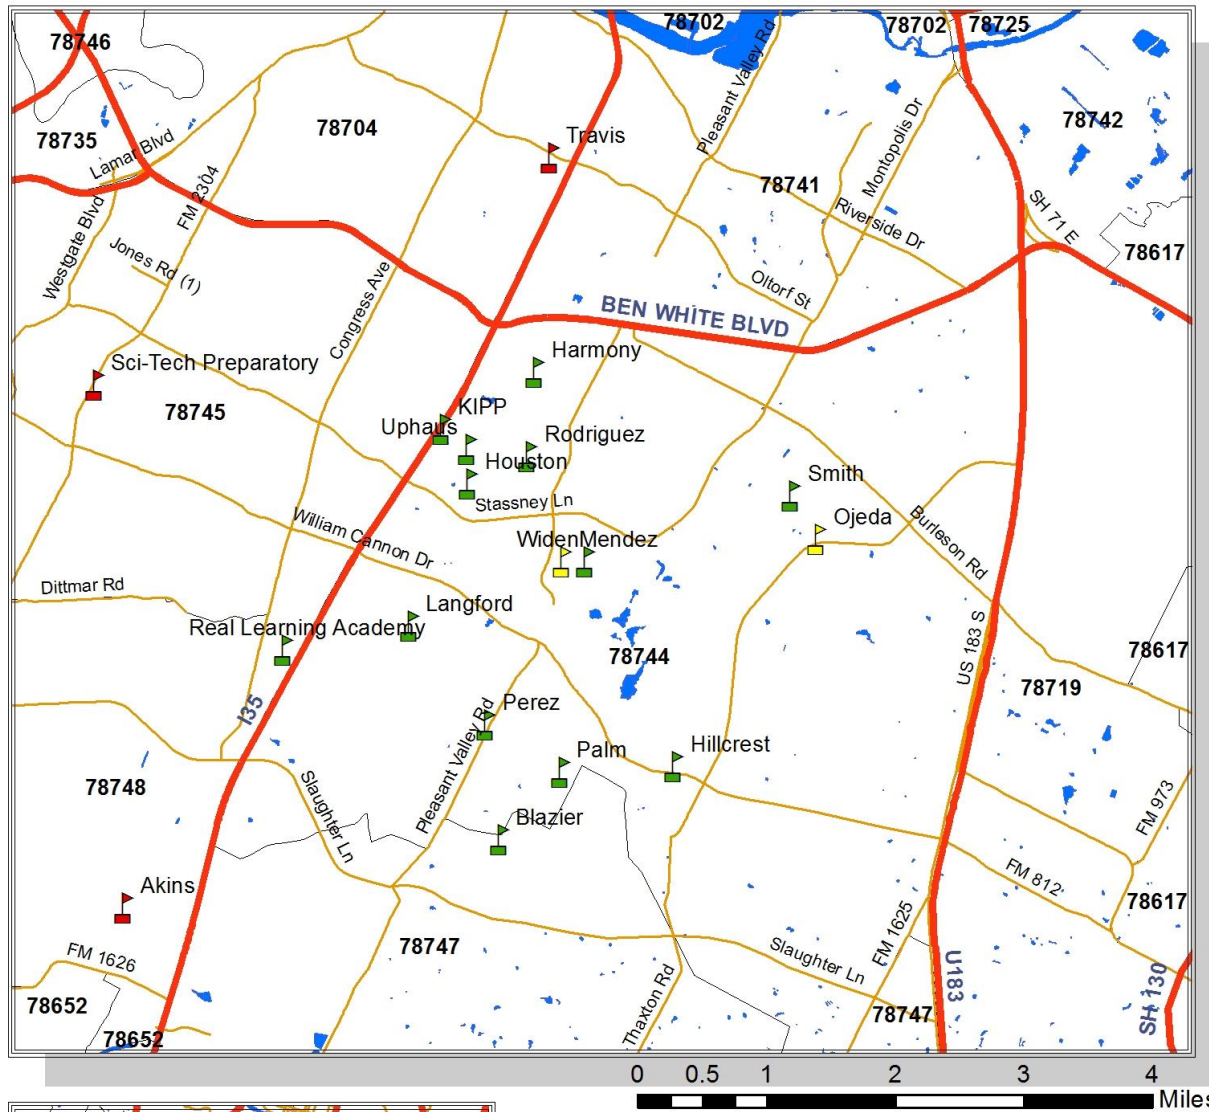 78702
78702
78725
78746
Pleasant Valley Rd
78742
78735
78704
Travis
Lamar Blvd
Montopolis Dr
78741
FM 2304
Riverside Dr
SH 71 E
Westgate Blvd
Jones Rd (1)
78617
Congress Ave
Oltorf St
BEN WHITE BLVD
Harmony
Sci-Tech Preparatory
78745
KIPP
Uphaus
Rodriguez
Houston
Smith
Stassney Ln
Ojeda
William Cannon Dr
Widen
Mendez
Burleson Rd
Dittmar Rd
Langford
Real Learning Academy
US 183 S
78744
78617
78719
I35
Perez
Pleasant Valley Rd
Palm
Hillcrest
78748
Slaughter Ln
Blazier
FM 973
FM 812
Akins
78617
FM 1625
78747
FM 1626
Slaughter Ln
U183
SH 130
Thaxton Rd
78652
78747
78652
0 0.5 1 2 3 4
Miles